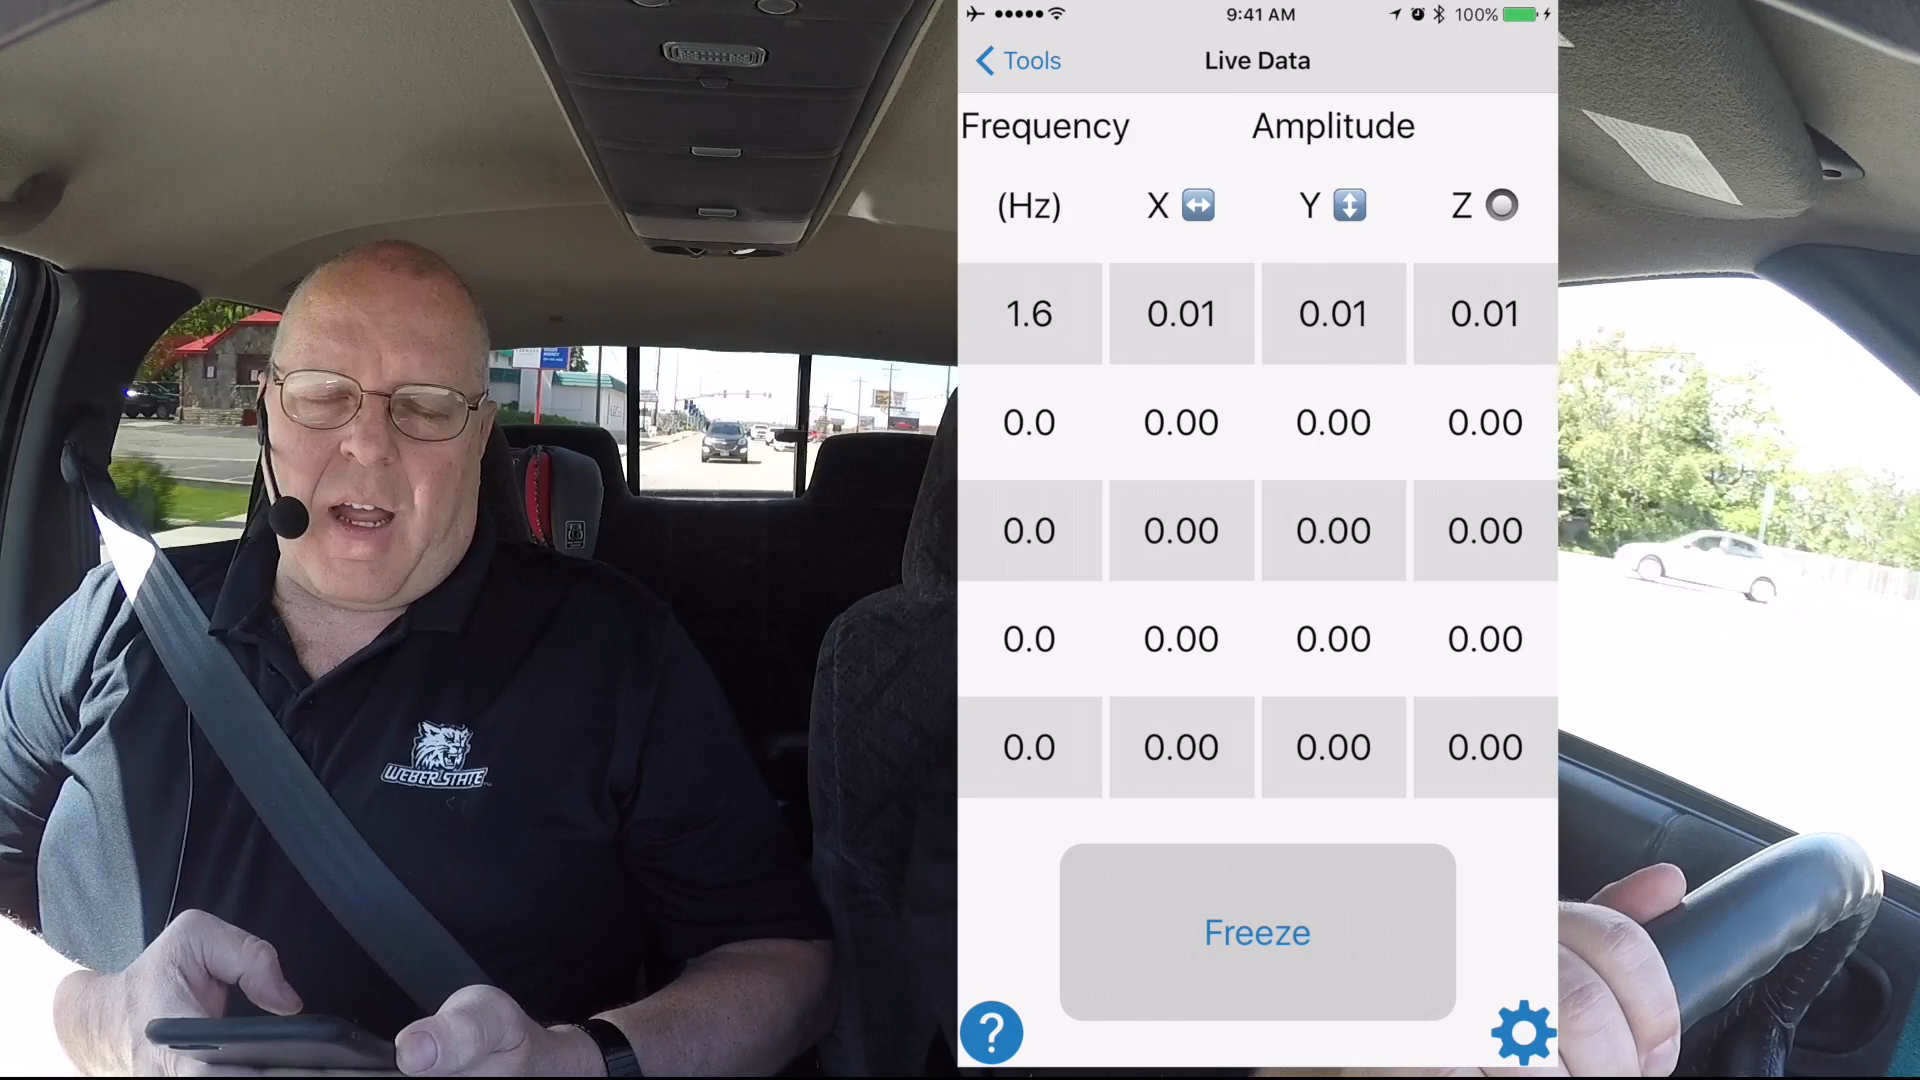 9:41 AM 100%
Tools Live Data
Frequency Amplitude
(Hz) X Y Z
1.6 0.01 0.01 0.01
0.0 0.00 0.00 0.00
0.0 0.00 0.00 0.00
0.0 0.00 0.00 0.00
0.0 0.00 0.00 0.00
Freeze
?
WEBER STATE